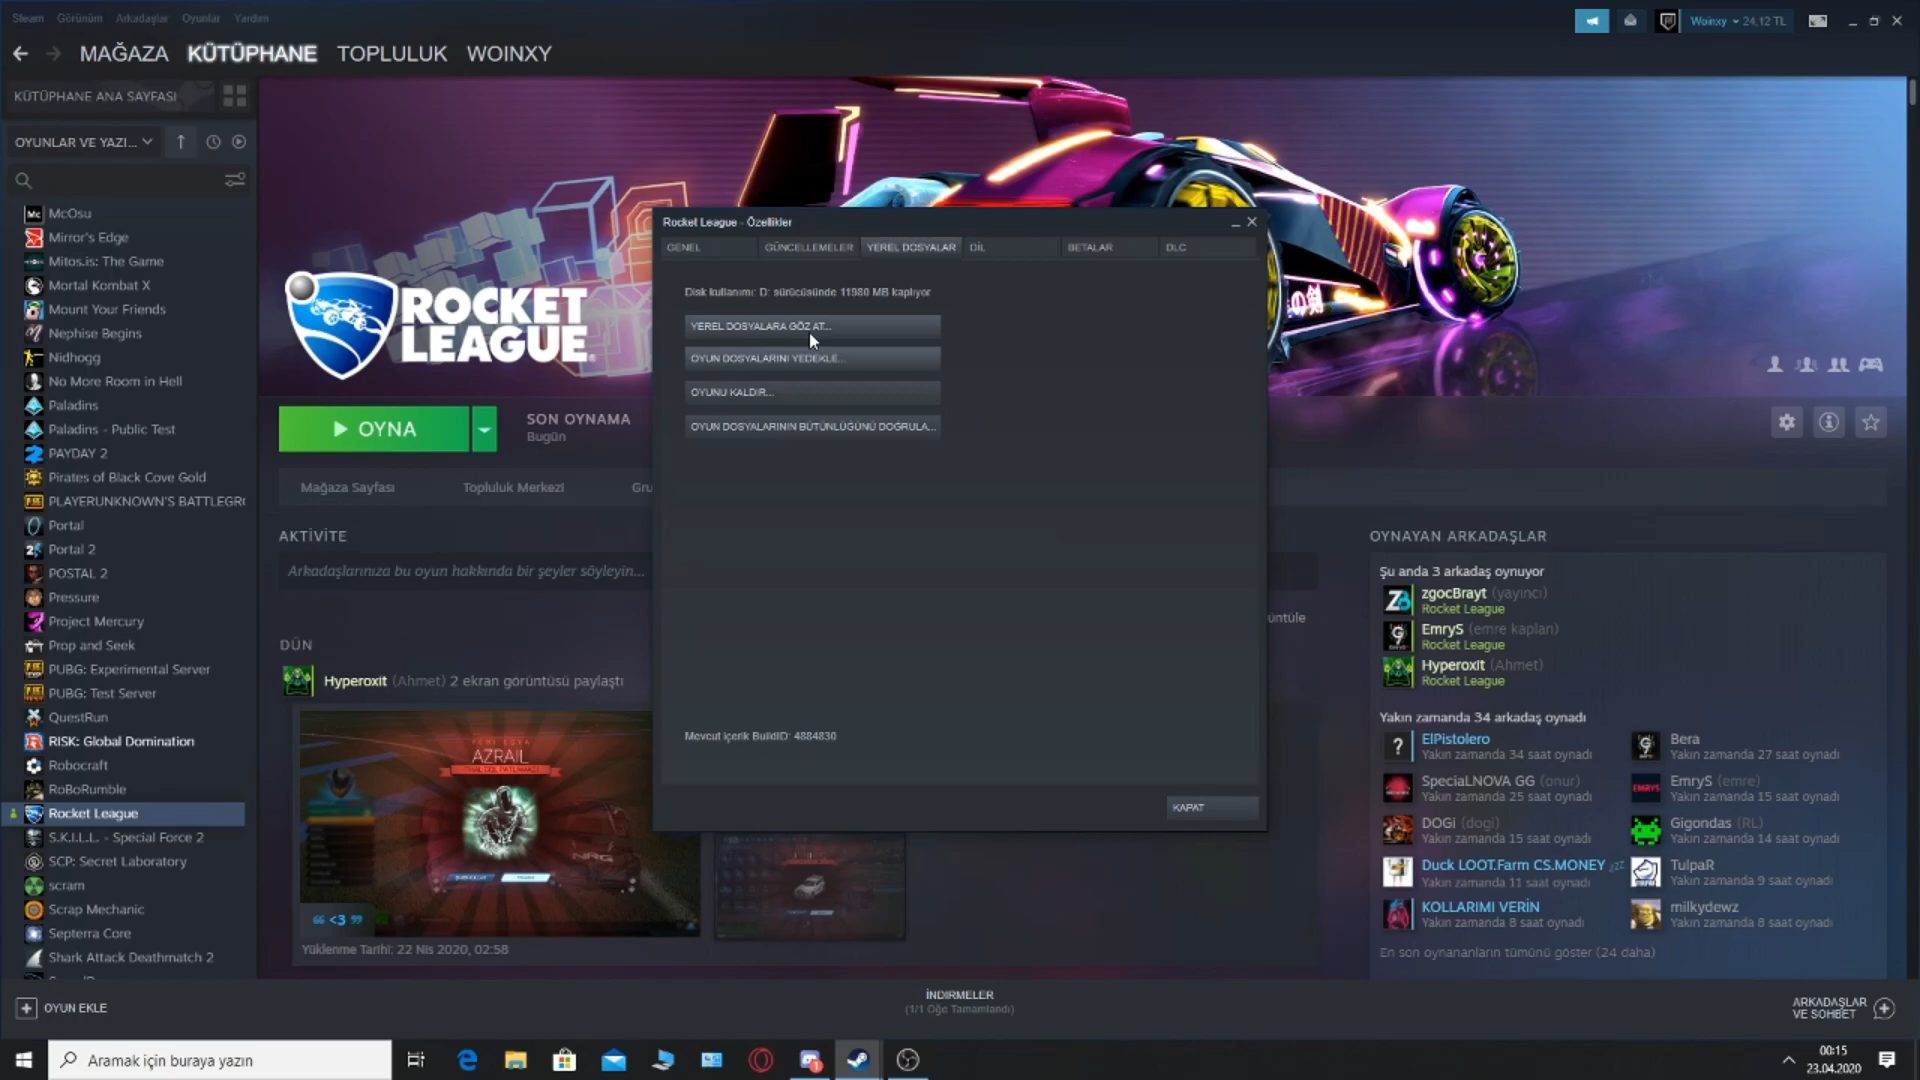 Steam Görünüm Arkadaşlar Oyunlar Yardım
Woinxy 24,12 TL
MAĞAZA KÜTÜPHANE TOPLULUK WOINXY
KÜTÜPHANE ANA SAYFASI
OYUNLAR VE YAZI...
McOsu
Mirror's Edge
Mitos.is: The Game
Mortal Kombat X
Mount Your Friends
Nephise Begins
Nidhogg
No More Room in Hell
Paladins
Paladins - Public Test
PAYDAY 2
Pirates of Black Cove Gold
PLAYERUNKNOWN'S BATTLEGR
Portal
Portal 2
POSTAL 2
Pressure
Project Mercury
Prop and Seek
PUBG: Experimental Server
PUBG: Test Server
QuestRun
RISK: Global Domination
Robocraft
RoBoRumble
Rocket League
S.K.I.L.L. - Special Force 2
SCP: Secret Laboratory
scram
Scrap Mechanic
Septerra Core
Shark Attack Deathmatch 2
OYUN EKLE
ROCKET
LEAGUE
OYNA
SON OYNAMA
Bugün
Mağaza Sayfası Topluluk Merkezi Gru
AKTİVİTE
Arkadaşlarınıza bu oyun hakkında bir şeyler söyleyin...
üntüle
DÜN
Hyperoxit (Ahmet) 2 ekran görüntüsü paylaştı
YENİ EŞYA
AZRAIL
<3
NRG
Yüklenme Tarihi: 22 Nis 2020, 02:58
Rocket League - Özellikler
GENEL GÜNCELLEMELER YEREL DOSYALAR DİL BETALAR DLC
Disk kullanımı: D: sürücüsünde 11980 MB kaplıyor
YEREL DOSYALARA GÖZ AT...
OYUN DOSYALARINI YEDEKLE...
OYUNU KALDIR...
OYUN DOSYALARININ BÜTÜNLÜĞÜNÜ DOĞRULA...
Mevcut içerik BuildID: 4884830
KAPAT
OYNAYAN ARKADAŞLAR
Şu anda 3 arkadaş oynuyor
zgocBrayt (yayıncı)
Rocket League
EmryS (emre kaplan)
Rocket League
Hyperoxit (Ahmet)
Rocket League
Yakın zamanda 34 arkadaş oynadı
ElPistolero
Yakın zamanda 34 saat oynadı
Bera
Yakın zamanda 27 saat oynadı
SpeciaLNOVA GG (onur)
Yakın zamanda 25 saat oynadı
EmryS (emre)
Yakın zamanda 15 saat oynadı
DOGi (dogi)
Yakın zamanda 15 saat oynadı
Gigondas (RL)
Yakın zamanda 14 saat oynadı
Duck LOOT.Farm CS.MONEY zzZ
Yakın zamanda 11 saat oynadı
TulpaR
Yakın zamanda 9 saat oynadı
KOLLARIMI VERİN
Yakın zamanda 8 saat oynadı
milkydewz
Yakın zamanda 8 saat oynadı
En son oynananların tümünü göster (24 daha)
İNDİRMELER
(1/1 Öğe Tamamlandı)
ARKADAŞLAR
VE SOHBET
Aramak için buraya yazın
00:15
23.04.2020